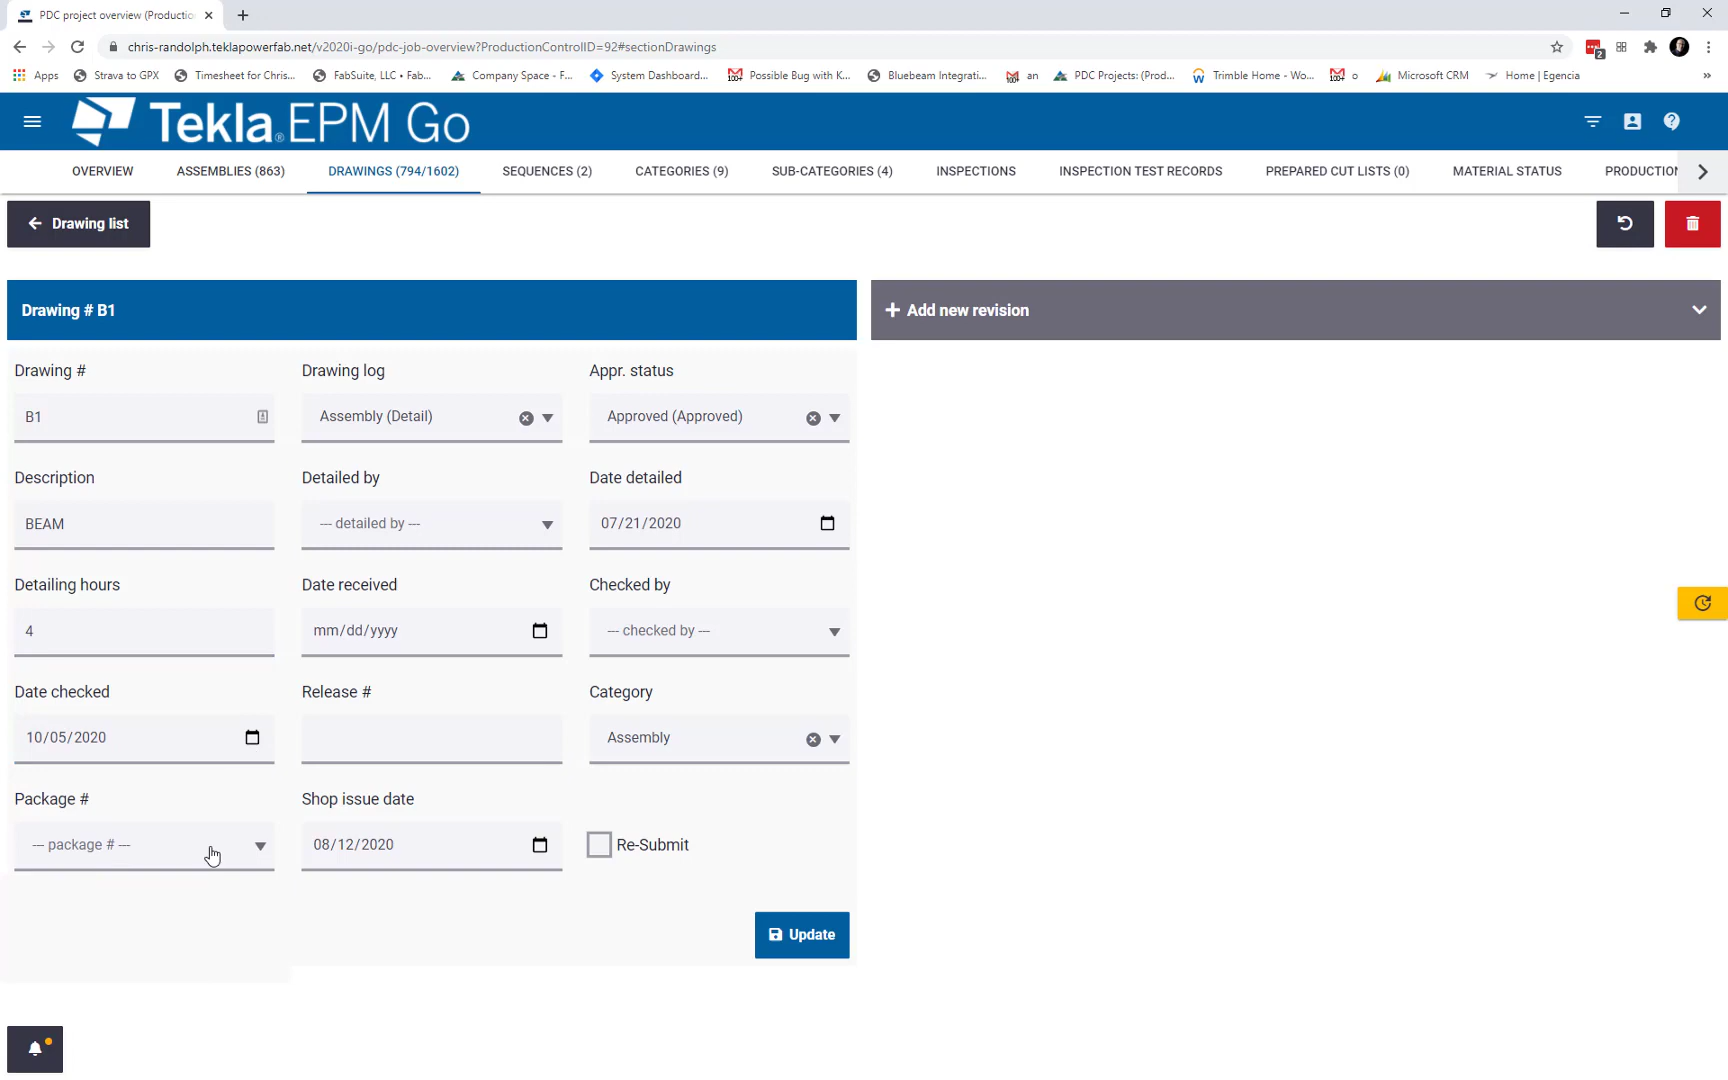 PDC project overview (Productio
chris-randolph.teklapowerfab.net/v2020i-go/pdc-job-overview?ProductionControlID=92#sectionDrawings
2
Apps Strava to GPX Timesheet for Chris... FabSuite, LLC • Fab... Company Space - F... System Dashboard... Possible Bug with K... Bluebeam Integrati... an PDC Projects: (Prod... Trimble Home - Wo... o Microsoft CRM Home | Egencia »
Tekla® EPM Go
OVERVIEW ASSEMBLIES (863) DRAWINGS (794/1602) SEQUENCES (2) CATEGORIES (9) SUB-CATEGORIES (4) INSPECTIONS INSPECTION TEST RECORDS PREPARED CUT LISTS (0) MATERIAL STATUS PRODUCTION
Drawing list
Drawing # B1
Add new revision
Drawing # Drawing log Appr. status
B1 Assembly (Detail) Approved (Approved)
Description Detailed by Date detailed
BEAM --- detailed by --- 07/21/2020
Detailing hours Date received Checked by
4 mm/dd/yyyy --- checked by ---
Date checked Release # Category
10/05/2020 Assembly
Package # Shop issue date
--- package # --- 08/12/2020 Re-Submit
Update